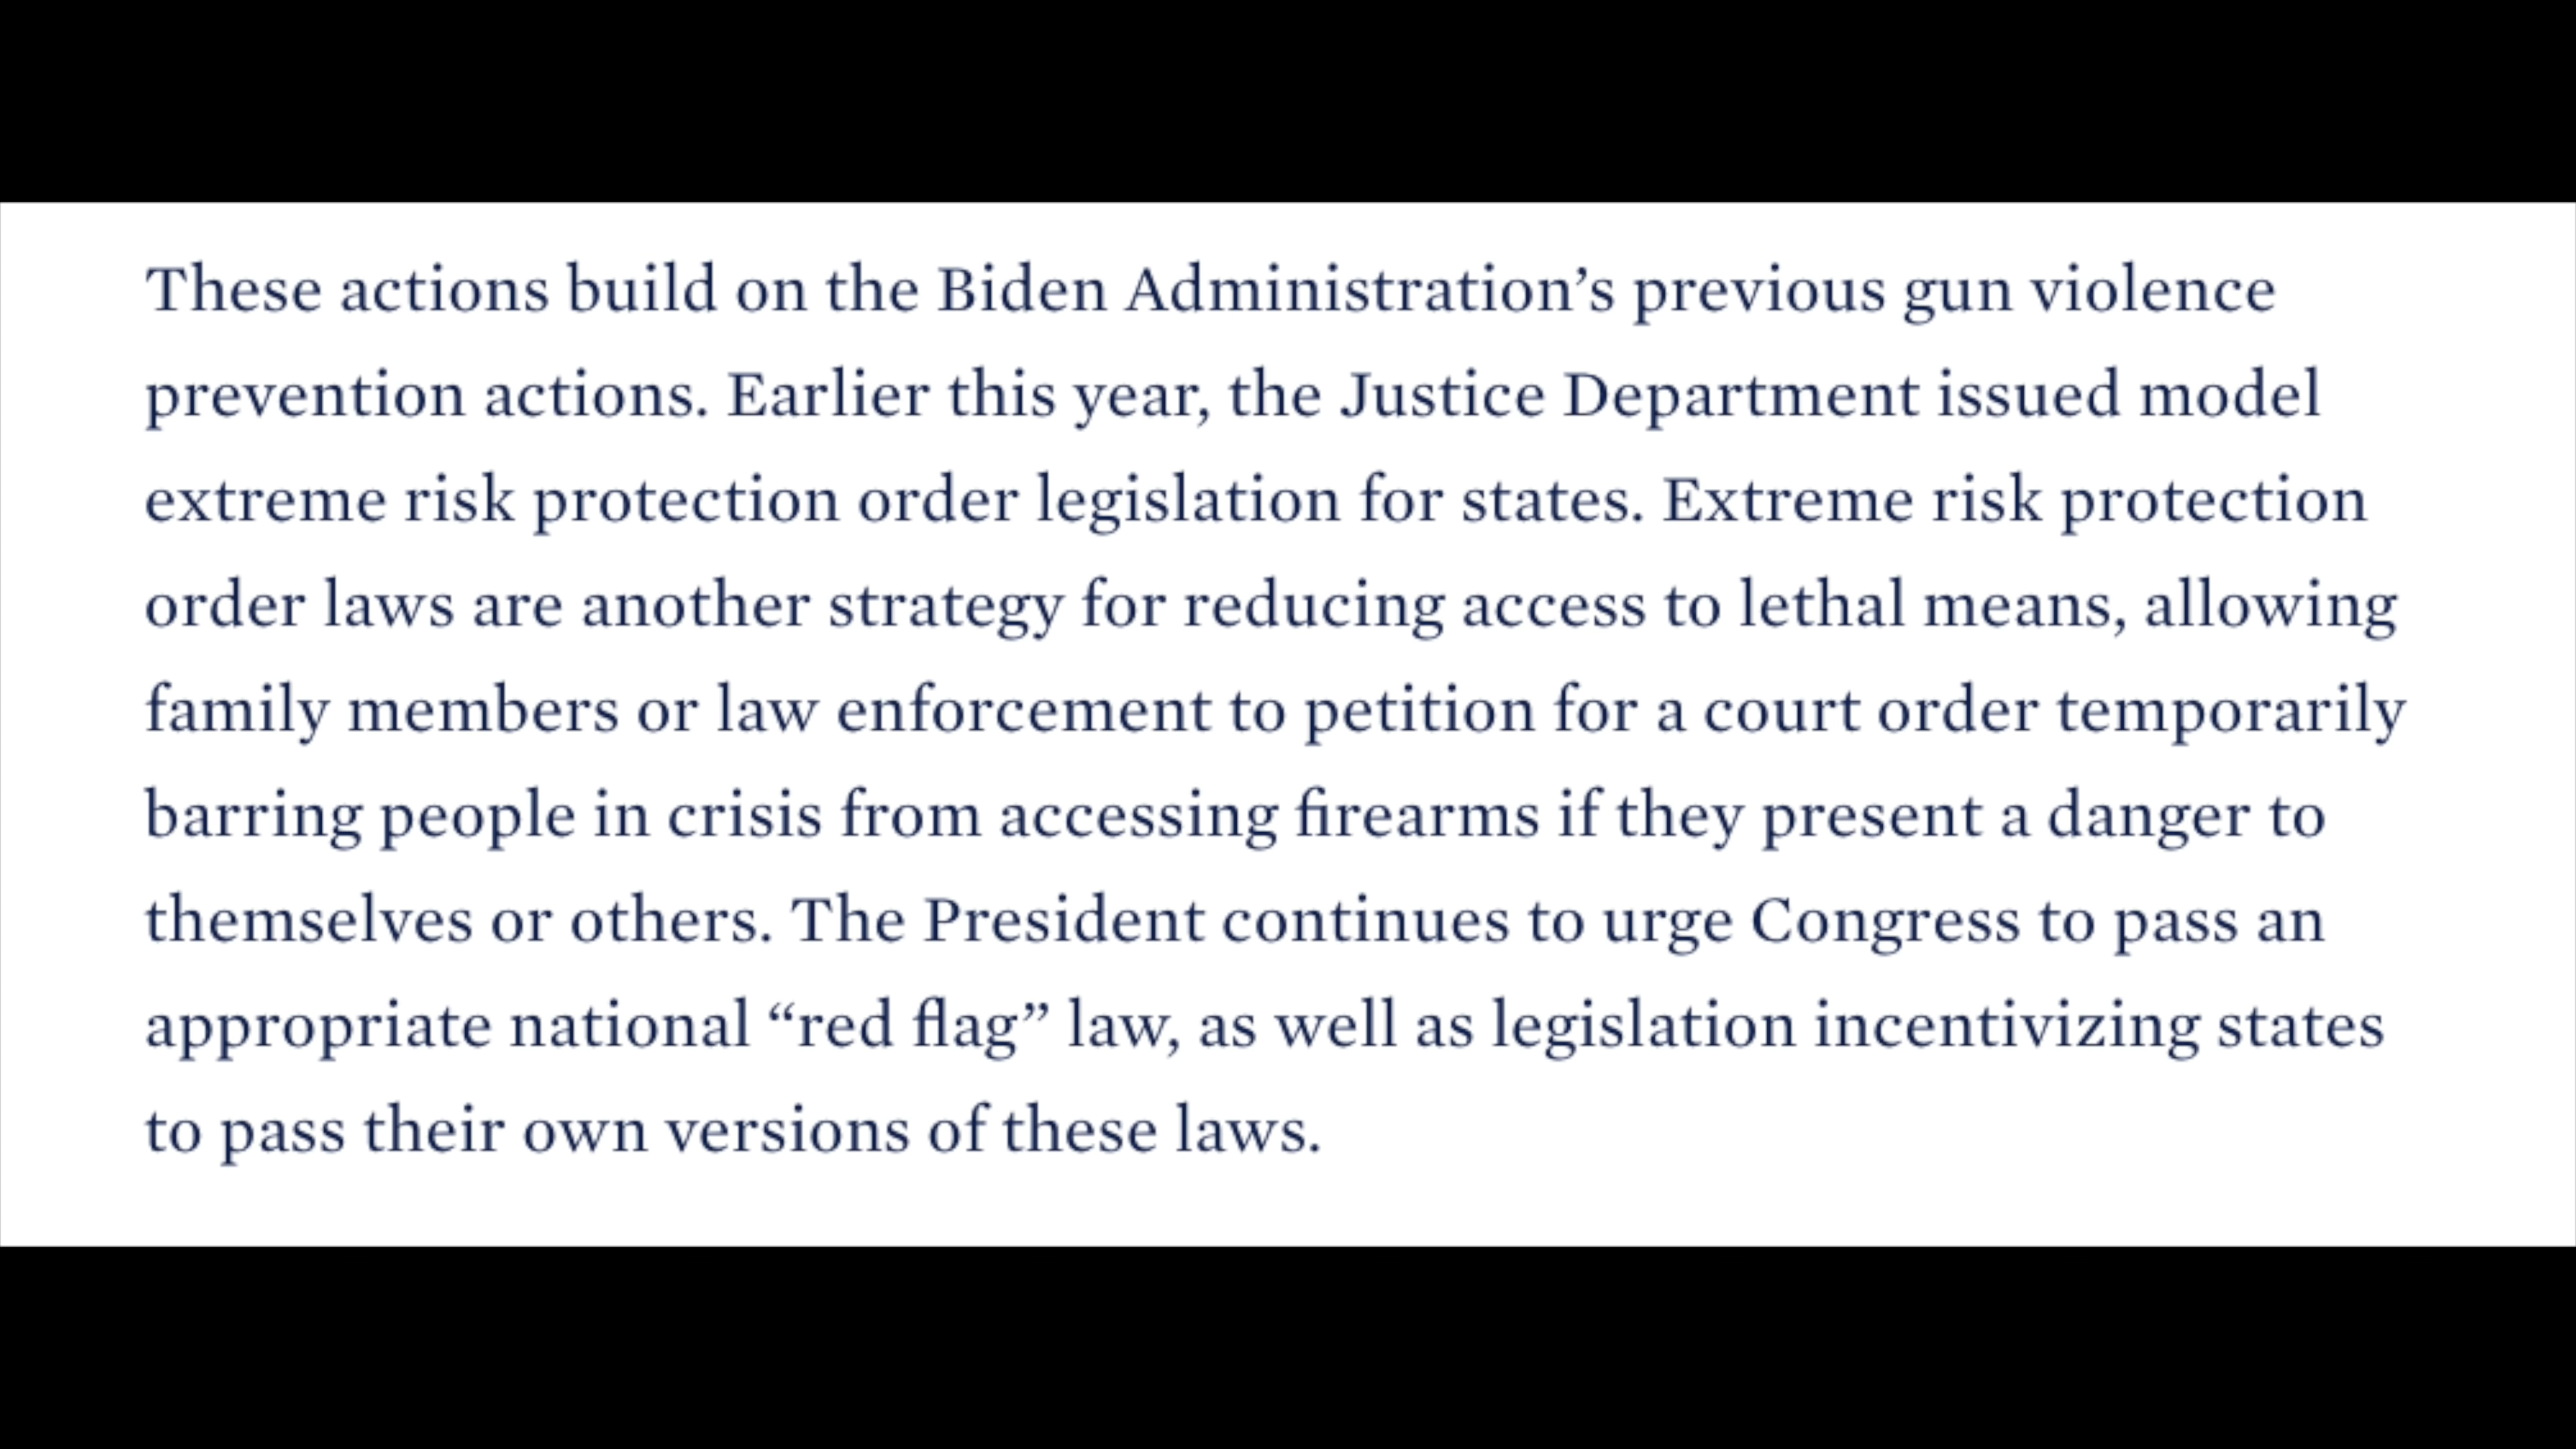 These actions build on the Biden Administration’s previous gun violence
prevention actions. Earlier this year, the Justice Department issued model
extreme risk protection order legislation for states. Extreme risk protection
order laws are another strategy for reducing access to lethal means, allowing
family members or law enforcement to petition for a court order temporarily
barring people in crisis from accessing firearms if they present a danger to
themselves or others. The President continues to urge Congress to pass an
appropriate national “red flag” law, as well as legislation incentivizing states
to pass their own versions of these laws.